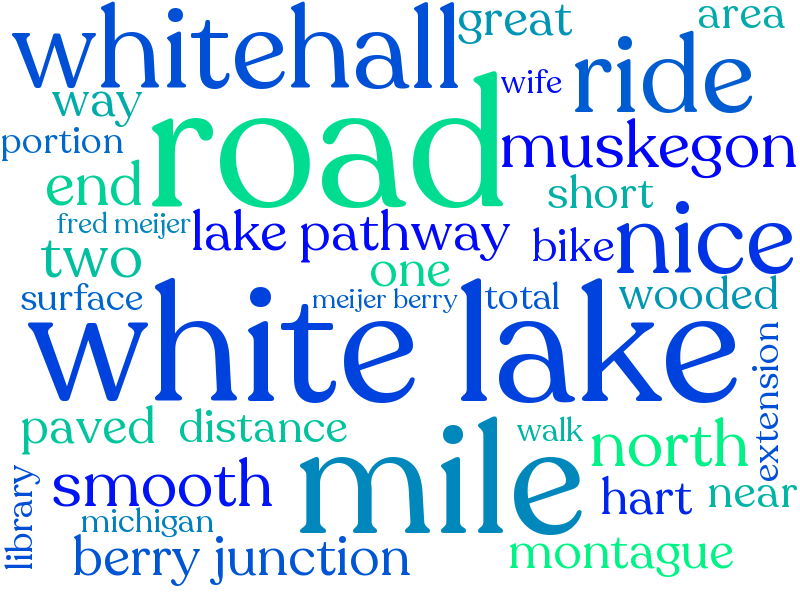 whitehall
great
area
way
wife
ride
portion
road
muskegon
end
short
fred meijer
lake pathway
bike
nice
two
one
surface
meijer berry
total
wooded
white lake
extension
paved
distance
walk
north
mile
library
smooth
hart
near
michigan
berry junction
montague